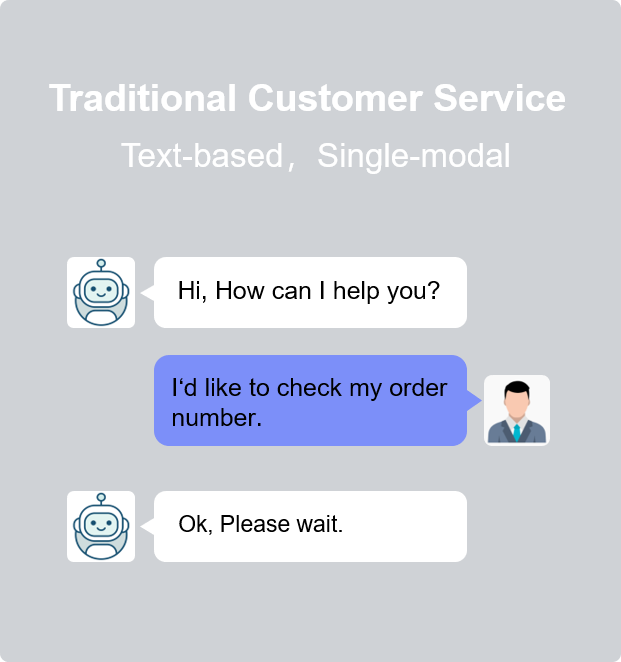 Traditional Customer Service
Text-based，Single-modal
Hi, How can I help you?
I‘d like to check my order
number.
Ok, Please wait.